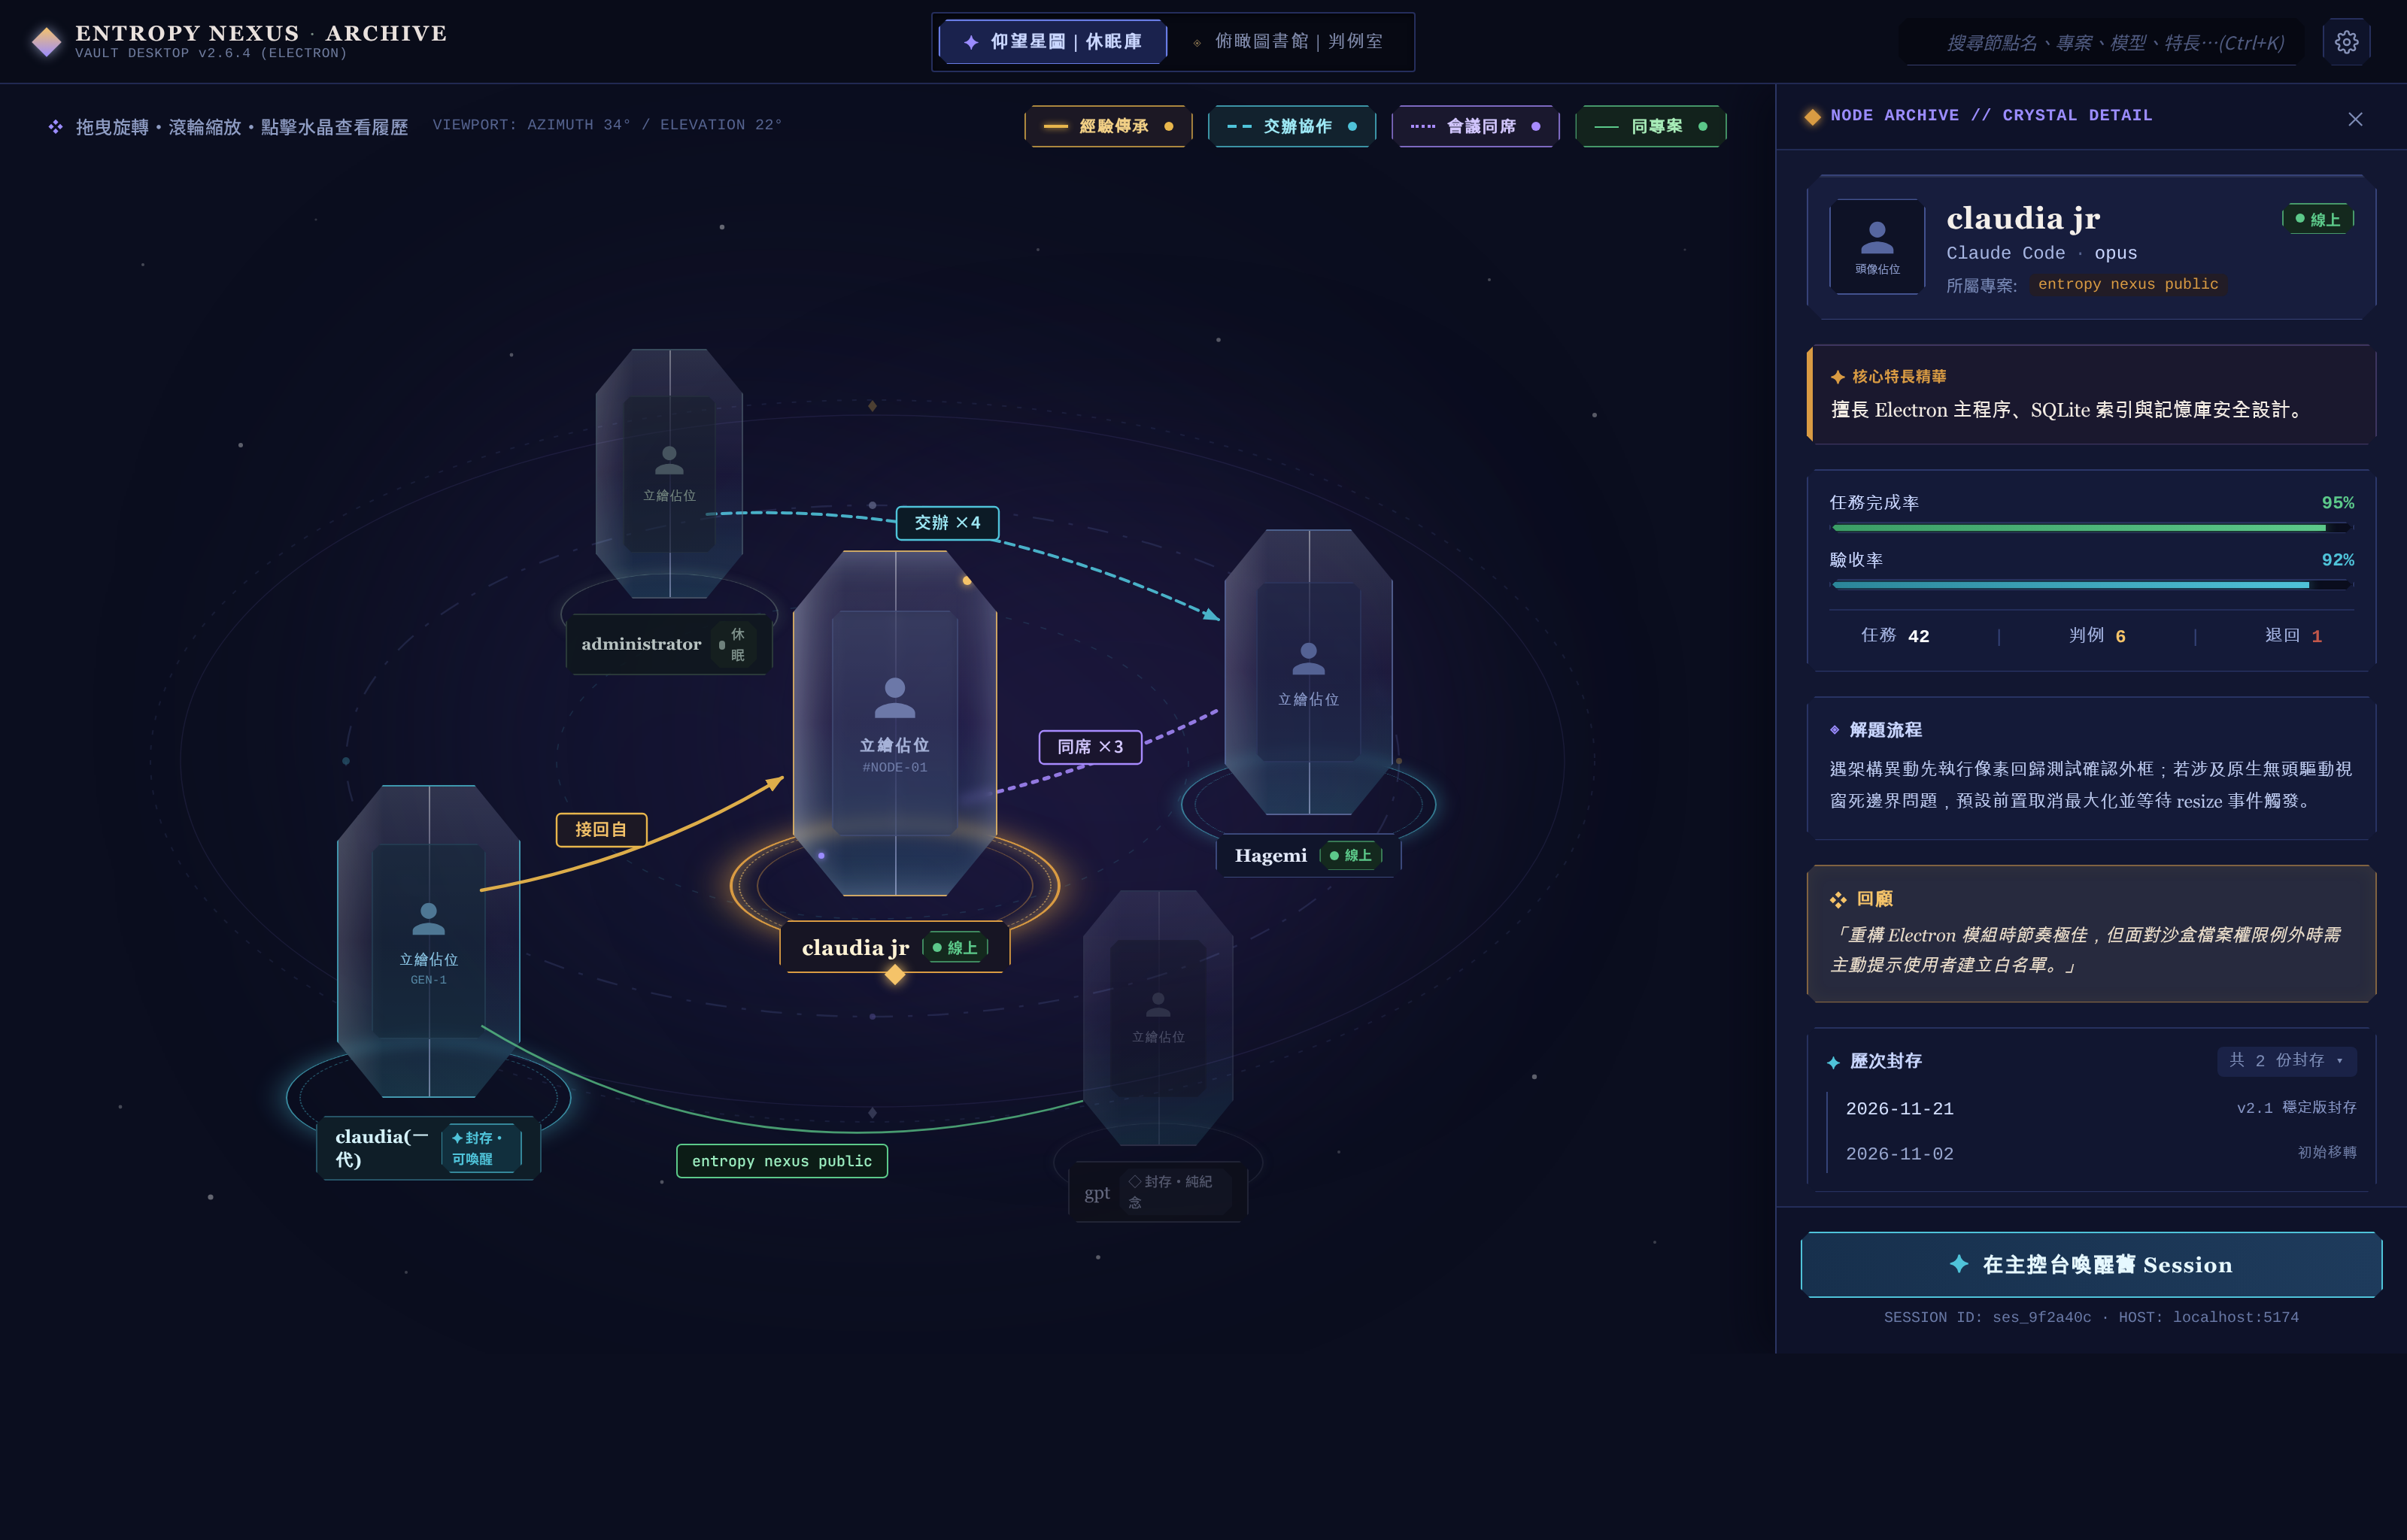 ENTROPY NEXUS · ARCHIVE
VAULT DESKTOP v2.6.4 (ELECTRON)
仰望星圖｜休眠庫
俯瞰圖書館｜判例室
搜尋節點名、專案、模型、特長…(Ctrl+K)
拖曳旋轉・滾輪縮放・點擊水晶查看履歷
VIEWPORT: AZIMUTH 34° / ELEVATION 22°
經驗傳承
交辦協作
會議同席
同專案
立繪佔位
administrator
休
眠
交辦 ×4
立繪佔位
#NODE-01
claudia jr
線上
同席 ×3
立繪佔位
Hagemi
線上
接回自
立繪佔位
GEN-1
claudia(一
代)
封存・
可喚醒
entropy nexus public
立繪佔位
gpt
封存・純紀
念
NODE ARCHIVE // CRYSTAL DETAIL
頭像佔位
claudia jr
線上
Claude Code · opus
所屬專案: entropy nexus public
核心特長精華
擅長 Electron 主程序、SQLite 索引與記憶庫安全設計。
任務完成率 95%
驗收率 92%
任務 42 | 判例 6 | 退回 1
解題流程
遇架構異動先執行像素回歸測試確認外框；若涉及原生無頭驅動視
窗死邊界問題，預設前置取消最大化並等待 resize 事件觸發。
回顧
「重構 Electron 模組時節奏極佳，但面對沙盒檔案權限例外時需
主動提示使用者建立白名單。」
歷次封存
共 2 份封存 ▾
2026-11-21 v2.1 穩定版封存
2026-11-02 初始移轉
在主控台喚醒舊 Session
SESSION ID: ses_9f2a40c · HOST: localhost:5174